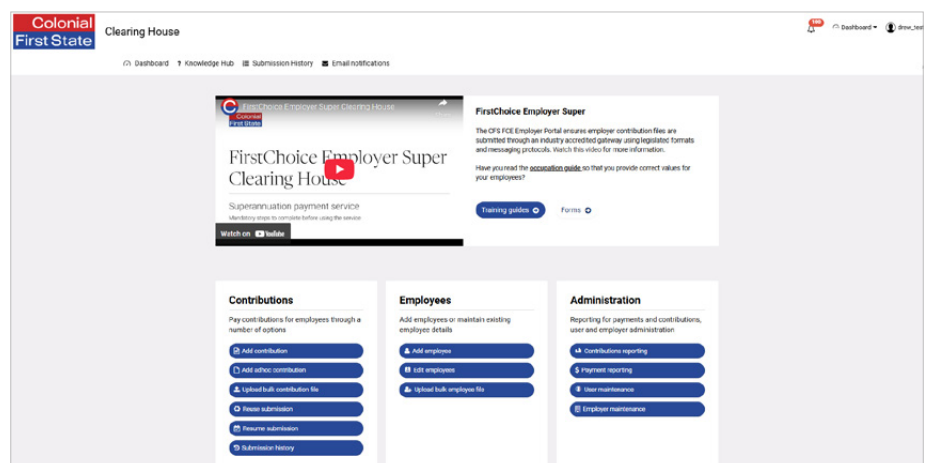 Colonial
First State
Clearing House
199
Dashboard
drew_test
Dashboard
? Knowledge Hub
Submission History
Email notifications
FirstChoice Employer Super Clearing House
Colonial
First State
FirstChoice Employer Super
Clearing House
Superannuation payment service
Mandatory steps to complete before using the service
Watch on YouTube
FirstChoice Employer Super
The CFS FCE Employer Portal ensures employer contribution files are
submitted through an industry accredited gateway using legislated formats
and messaging protocols. Watch this video for more information.
Have you read the occupation guide so that you provide correct values for
your employees?
Training guides
Forms
Contributions
Pay contributions for employees through a
number of options
Add contribution
Add adhoc contribution
Upload bulk contribution file
Reuse submission
Resume submission
Submission history
Employees
Add employees or maintain existing
employee details
Add employee
Edit employees
Upload bulk employee file
Administration
Reporting for payments and contributions,
user and employer administration
Contributions reporting
$ Payment reporting
User maintenance
Employer maintenance